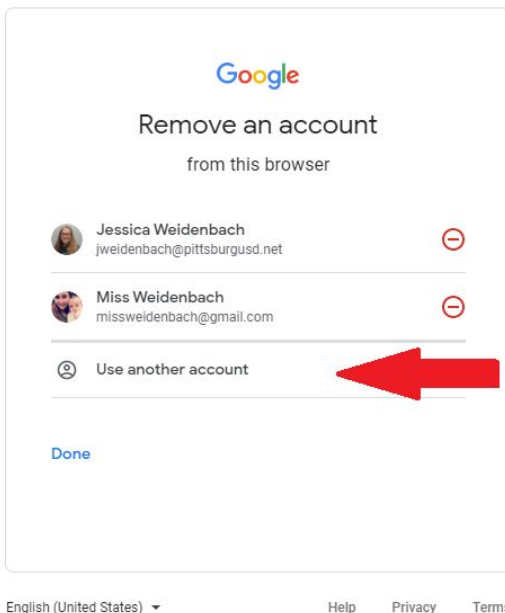 Google
Remove an account
from this browser
Jessica Weidenbach
jweidenbach@pittsburgusd.net
Miss Weidenbach
missweidenbach@gmail.com
Use another account
Done
English (United States) Help Privacy Terms